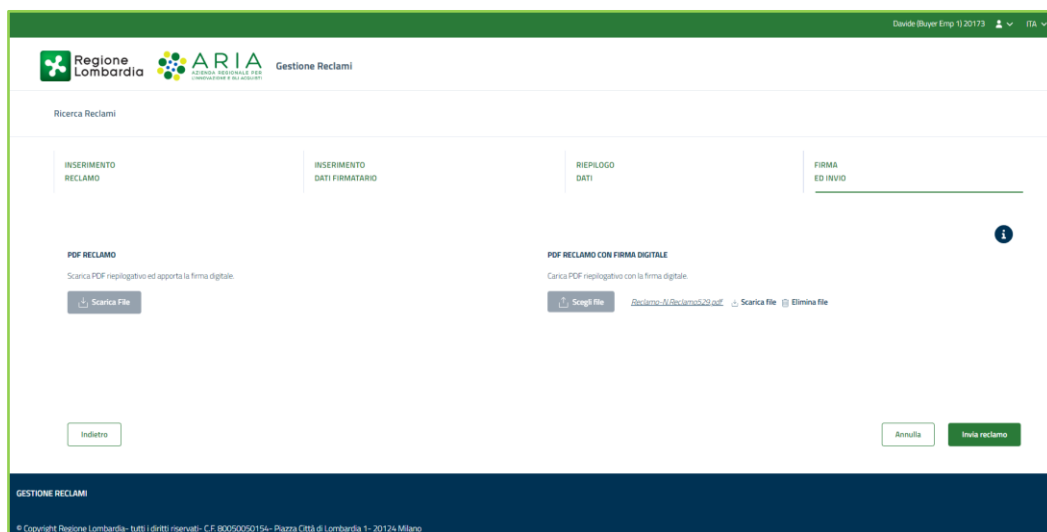 Davide (Buyer Emp 1) 20173 ITA
Regione
Lombardia
ARIA
AZIENDA REGIONALE PER
L'INNOVAZIONE E GLI ACQUISTI
Gestione Reclami
Ricerca Reclami
INSERIMENTO
RECLAMO
INSERIMENTO
DATI FIRMATARIO
RIEPILOGO
DATI
FIRMA
ED INVIO
PDF RECLAMO
Scarica PDF riepilogativo ed apporta la firma digitale.
Scarica File
PDF RECLAMO CON FIRMA DIGITALE
Carica PDF riepilogativo con la firma digitale.
Scegli file Reclamo-N.Reclamo529.pdf Scarica file Elimina file
Indietro Annulla Invia reclamo
GESTIONE RECLAMI
© Copyright Regione Lombardia- tutti i diritti riservati- C.F. 80050050154- Piazza Città di Lombardia 1- 20124 Milano